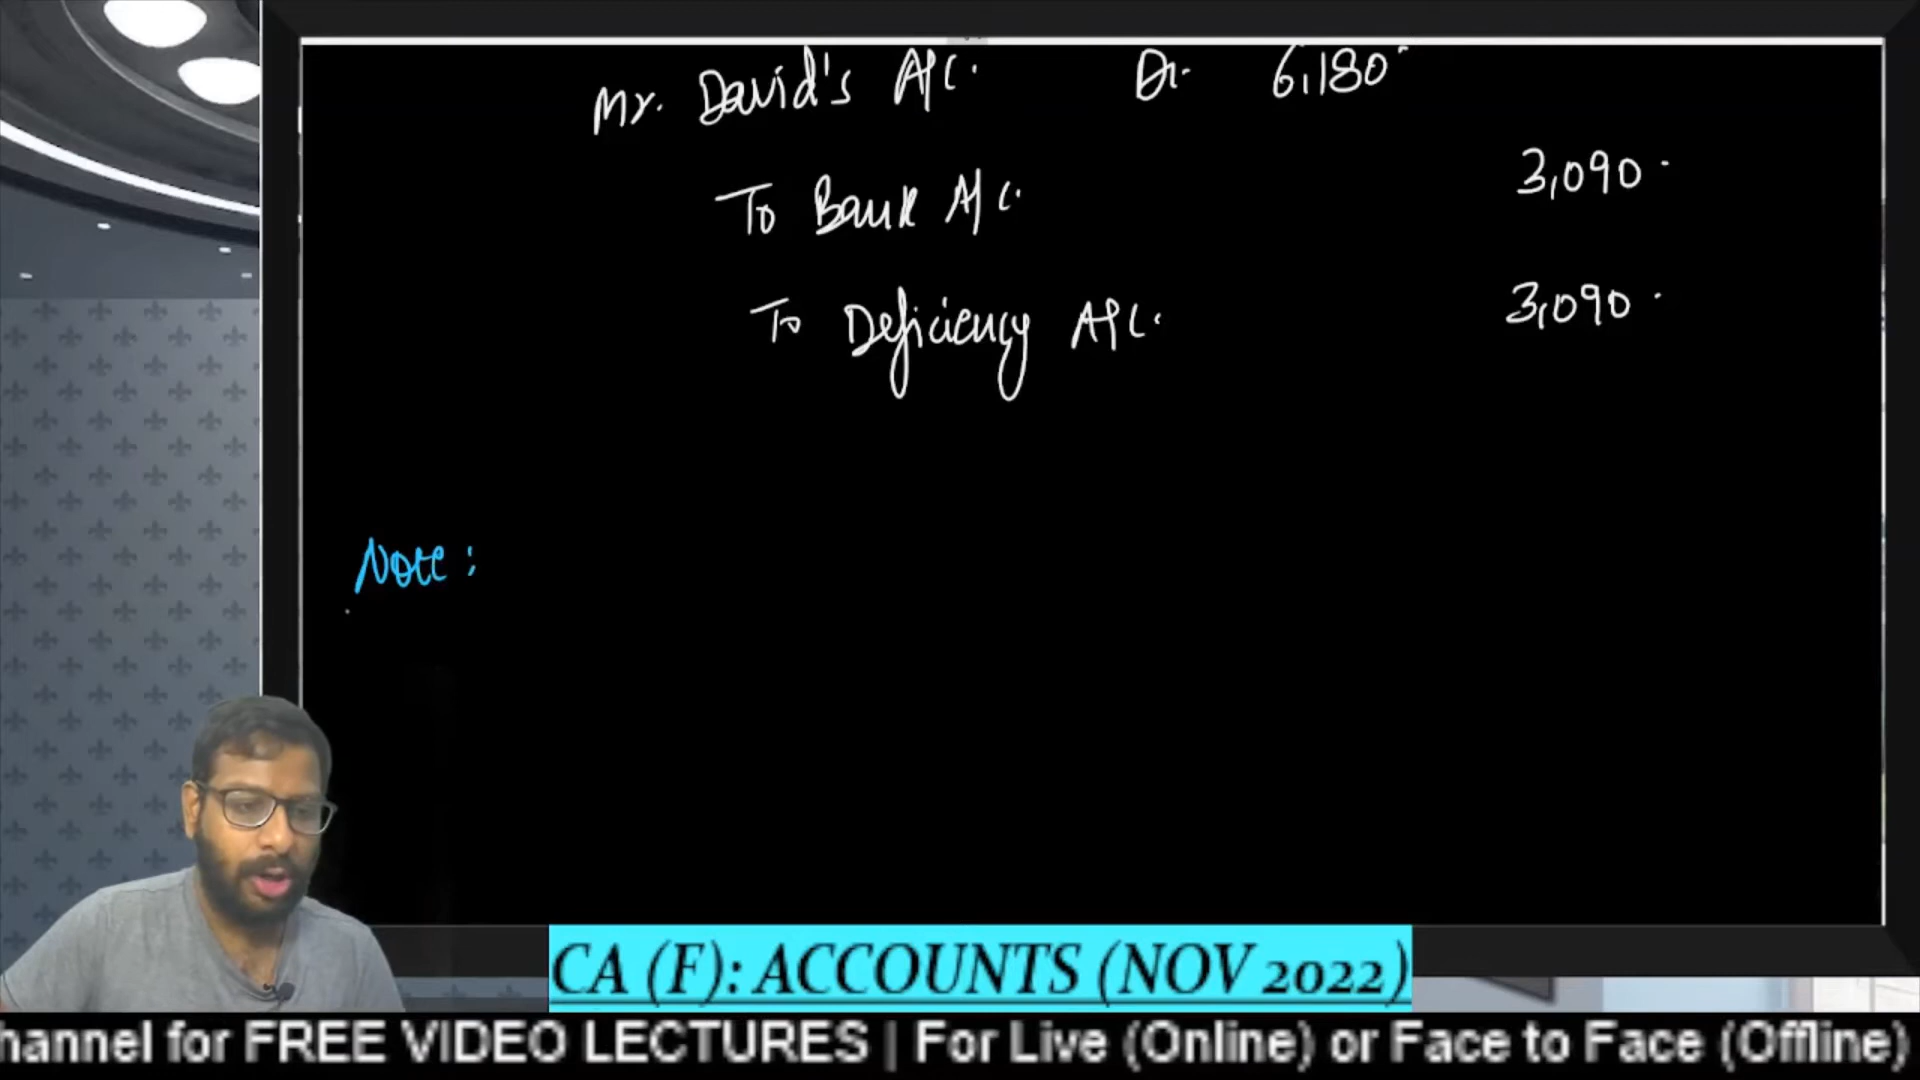 Mr. David's A/c. Dr. 6,180
To Bank A/c. 3,090
To Deficiency A/c. 3,090
Note:
CA (F): ACCOUNTS (NOV 2022)
hannel for FREE VIDEO LECTURES | For Live (Online) or Face to Face (Offline)